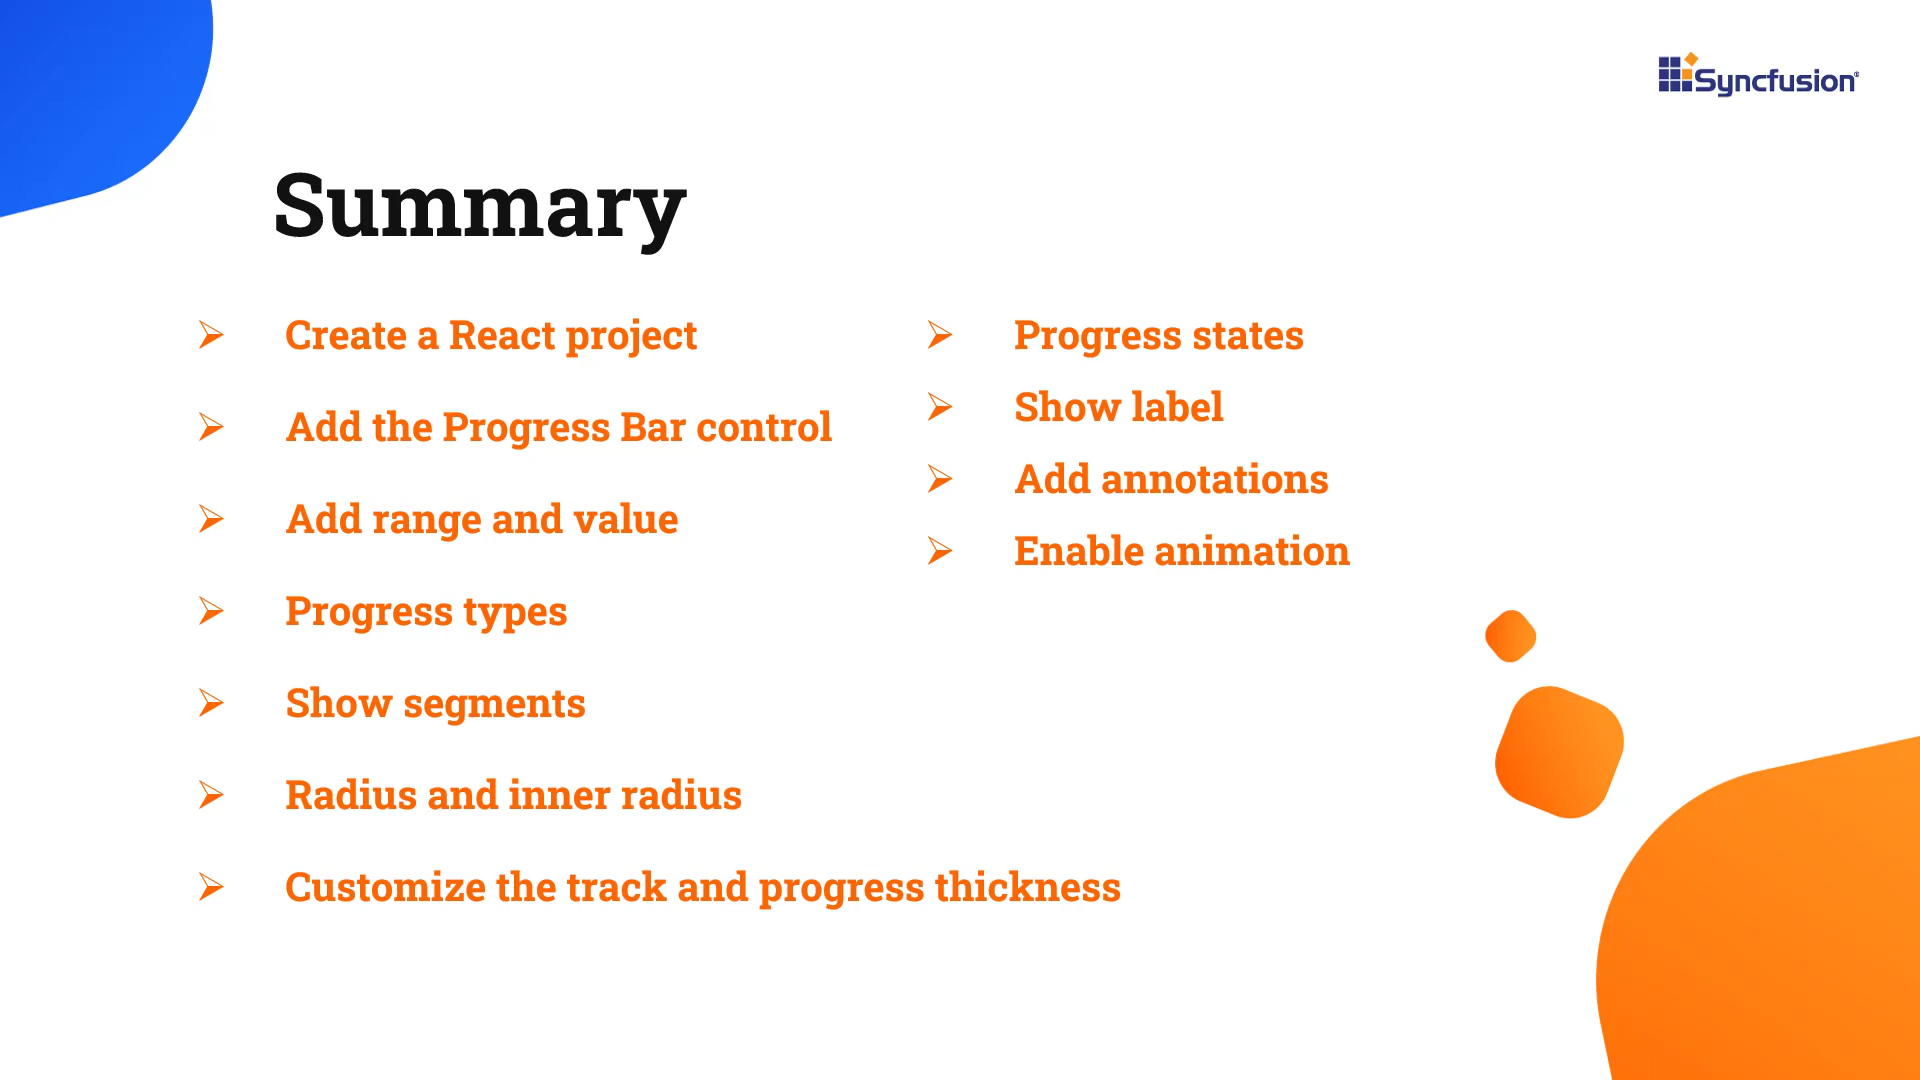 Syncfusion
Summary
➢ Create a React project
➢ Add the Progress Bar control
➢ Add range and value
➢ Progress types
➢ Show segments
➢ Radius and inner radius
➢ Customize the track and progress thickness
➢ Progress states
➢ Show label
➢ Add annotations
➢ Enable animation